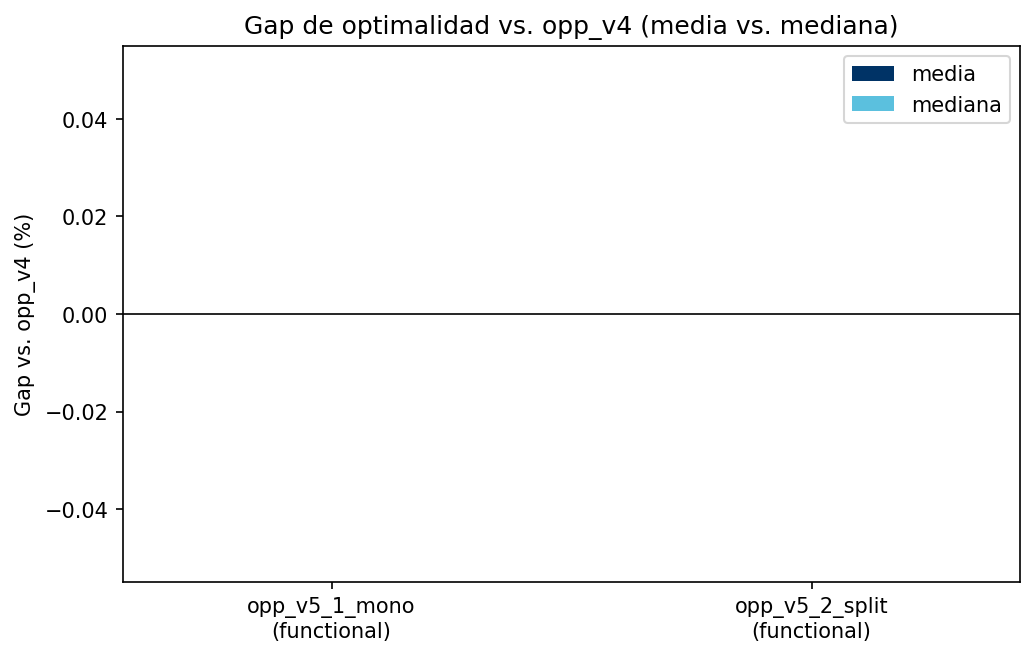 Gap de optimalidad vs. opp_v4 (media vs. mediana)
media
mediana
Gap vs. opp_v4 (%)
0.04
0.02
0.00
−0.02
−0.04
opp_v5_1_mono
(functional)
opp_v5_2_split
(functional)